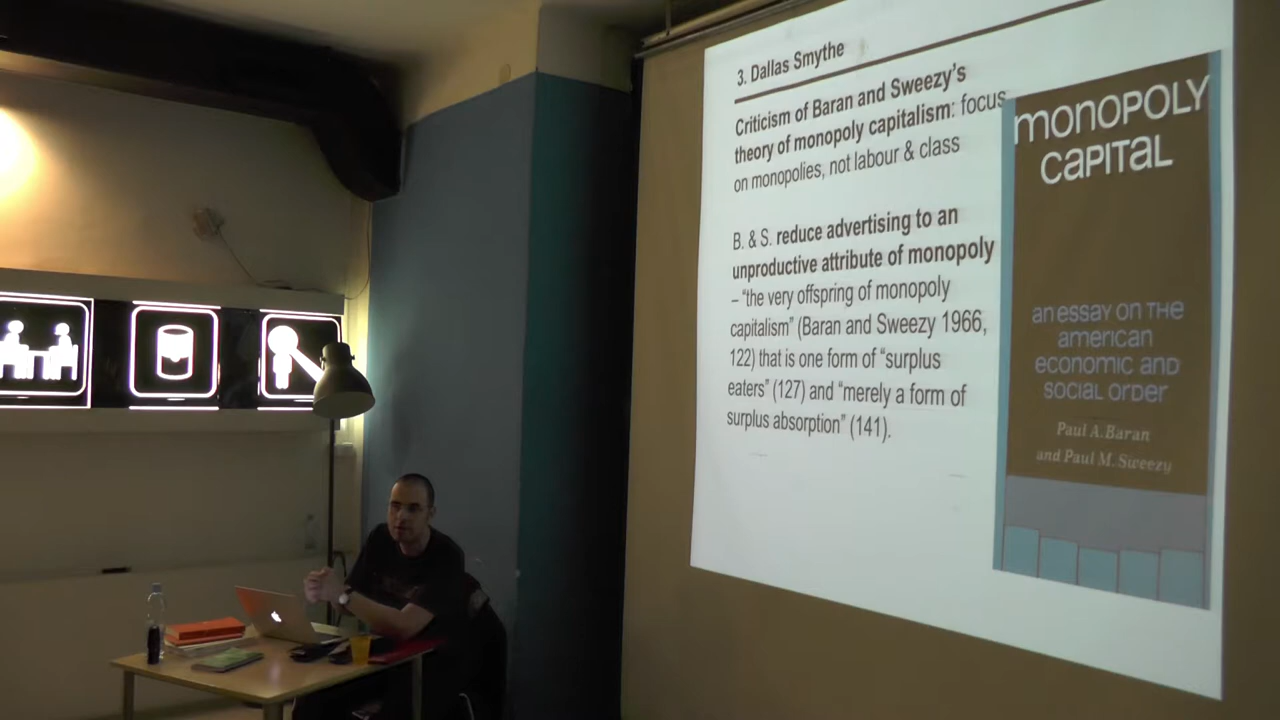 3. Dallas Smythe
Criticism of Baran and Sweezy's
theory of monopoly capitalism: focus
on monopolies, not labour & class
B. & S. reduce advertising to an
unproductive attribute of monopoly
– "the very offspring of monopoly
capitalism" (Baran and Sweezy 1966,
122) that is one form of "surplus
eaters" (127) and "merely a form of
surplus absorption" (141).
monopoly
capital
an essay on the
american
economic and
social order
Paul A. Baran
and Paul M. Sweezy